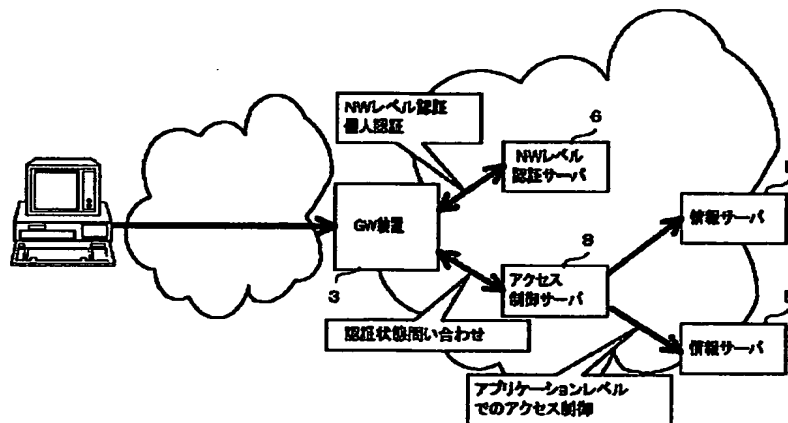 NWレベル認証
個人認証
6
NWレベル
認証サーバ
GW装置
情報サーバ
8
アクセス
制御サーバ
3
認証状態問い合わせ
情報サーバ
アプリケーションレベル
でのアクセス制御